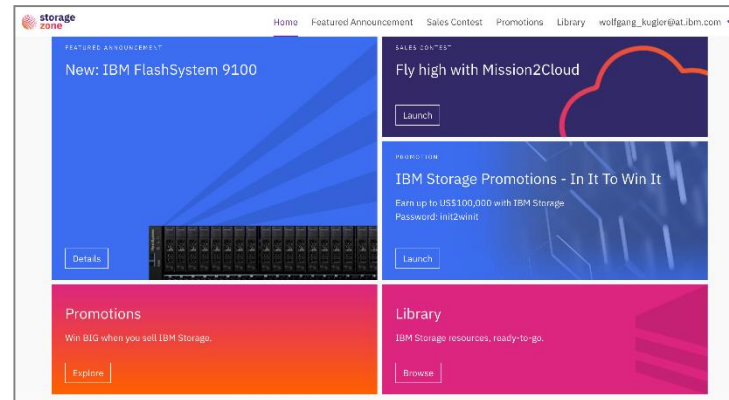 storage
zone
Home Featured Announcement Sales Contest Promotions Library wolfgang_kugler@at.ibm.com
FEATURED ANNOUNCEMENT
New: IBM FlashSystem 9100
Details
SALES CONTEST
Fly high with Mission2Cloud
Launch
PROMOTION
IBM Storage Promotions - In It To Win It
Earn up to US$100,000 with IBM Storage
Password: init2winit
Launch
Promotions
Win BIG when you sell IBM Storage.
Explore
Library
IBM Storage resources, ready-to-go.
Browse